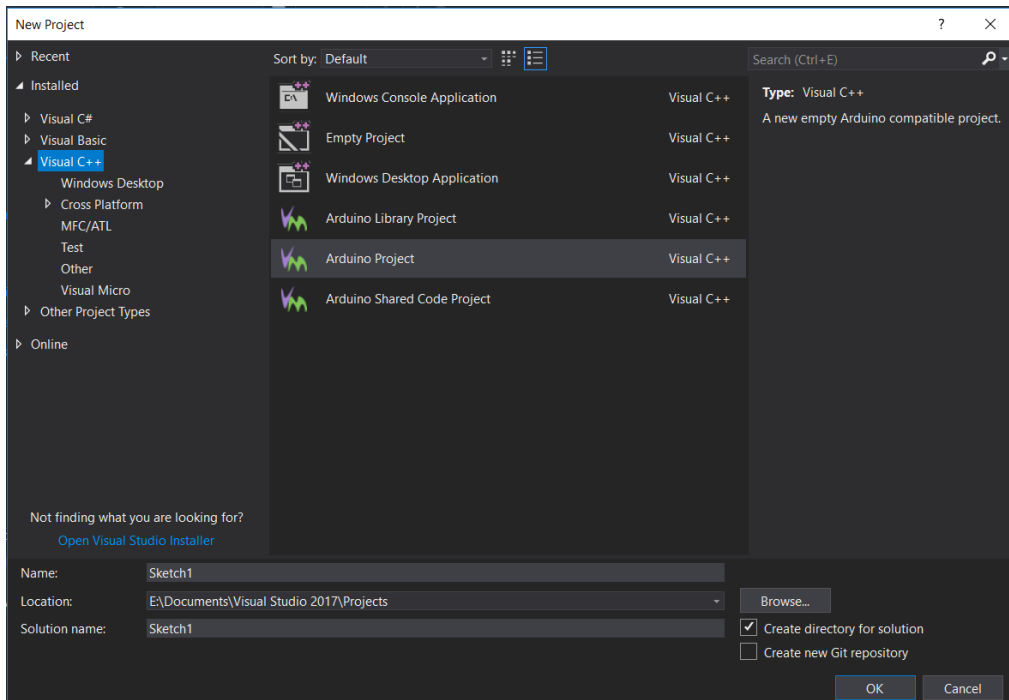 New Project
?
Recent
Installed
Visual C#
Visual Basic
Visual C++
Windows Desktop
Cross Platform
MFC/ATL
Test
Other
Visual Micro
Other Project Types
Online
Not finding what you are looking for?
Open Visual Studio Installer
Sort by: Default
Windows Console Application Visual C++
Empty Project Visual C++
Windows Desktop Application Visual C++
Arduino Library Project Visual C++
Arduino Project Visual C++
Arduino Shared Code Project Visual C++
Search (Ctrl+E)
Type: Visual C++
A new empty Arduino compatible project.
Name: Sketch1
Location: E:\Documents\Visual Studio 2017\Projects
Browse...
Solution name: Sketch1
Create directory for solution
Create new Git repository
OK Cancel